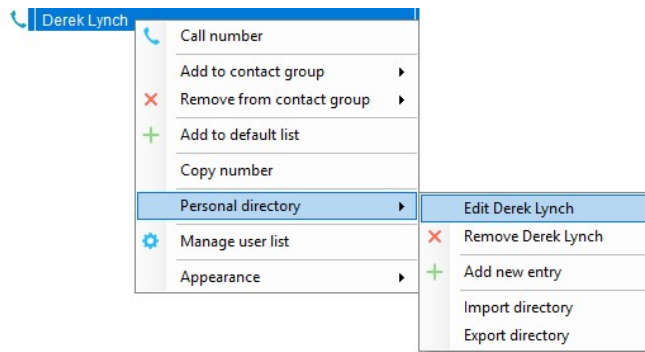 Derek Lynch
Call number
Add to contact group
Remove from contact group
Add to default list
Copy number
Personal directory
Manage user list
Appearance
Edit Derek Lynch
Remove Derek Lynch
Add new entry
Import directory
Export directory